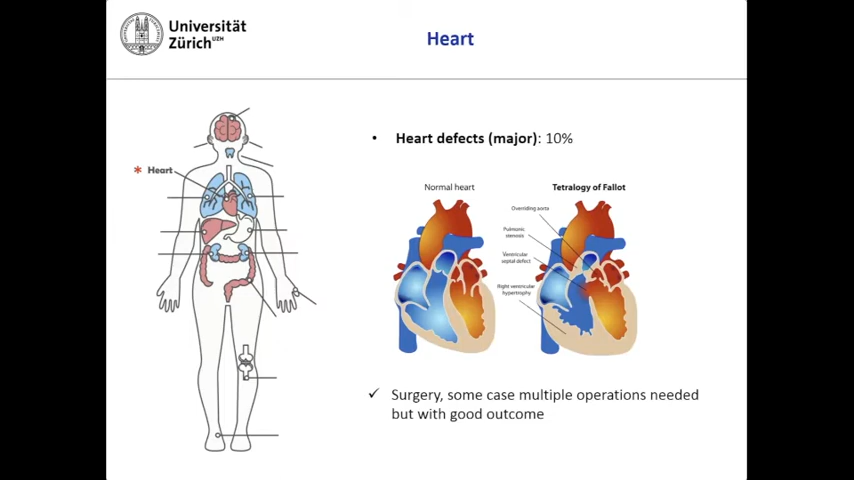 Universität
Zürich UZH
Heart
* Heart
• Heart defects (major): 10%
Normal heart
Tetralogy of Fallot
Overriding aorta
Pulmonic
stenosis
Ventricular
septal defect
Right ventricular
hypertrophy
✓ Surgery, some case multiple operations needed
but with good outcome